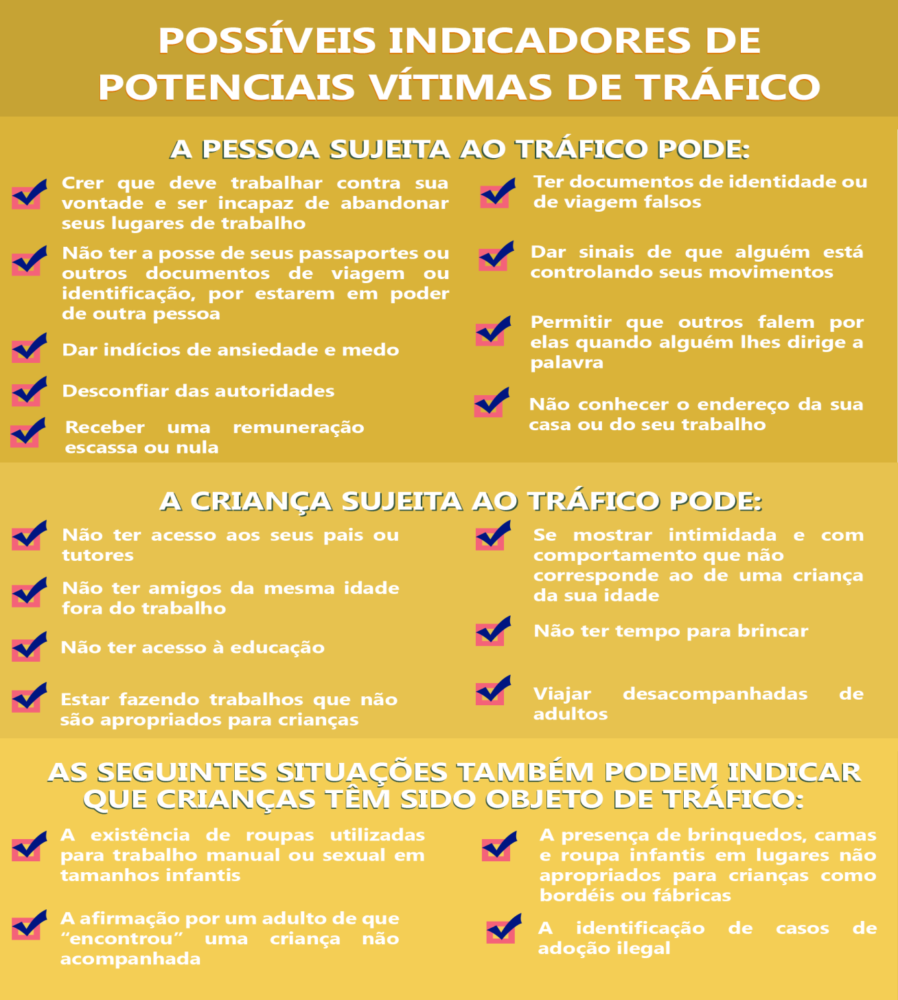 POSSÍVEIS INDICADORES DE
POTENCIAIS VÍTIMAS DE TRÁFICO
A PESSOA SUJEITA AO TRÁFICO PODE:
Crer que deve trabalhar contra sua
vontade e ser incapaz de abandonar
seus lugares de trabalho
Não ter a posse de seus passaportes ou
outros documentos de viagem ou
identificação, por estarem em poder
de outra pessoa
Dar indícios de ansiedade e medo
Desconfiar das autoridades
Receber uma remuneração
escassa ou nula
Ter documentos de identidade ou
de viagem falsos
Dar sinais de que alguém está
controlando seus movimentos
Permitir que outros falem por
elas quando alguém lhes dirige a
palavra
Não conhecer o endereço da sua
casa ou do seu trabalho
A CRIANÇA SUJEITA AO TRÁFICO PODE:
Não ter acesso aos seus pais ou
tutores
Não ter amigos da mesma idade
fora do trabalho
Não ter acesso à educação
Estar fazendo trabalhos que não
são apropriados para crianças
Se mostrar intimidada e com
comportamento que não
corresponde ao de uma criança
da sua idade
Não ter tempo para brincar
Viajar desacompanhadas de
adultos
AS SEGUINTES SITUAÇÕES TAMBÉM PODEM INDICAR
QUE CRIANÇAS TÊM SIDO OBJETO DE TRÁFICO:
A existência de roupas utilizadas
para trabalho manual ou sexual em
tamanhos infantis
A afirmação por um adulto de que
“encontrou” uma criança não
acompanhada
A presença de brinquedos, camas
e roupa infantis em lugares não
apropriados para crianças como
bordéis ou fábricas
A identificação de casos de
adoção ilegal